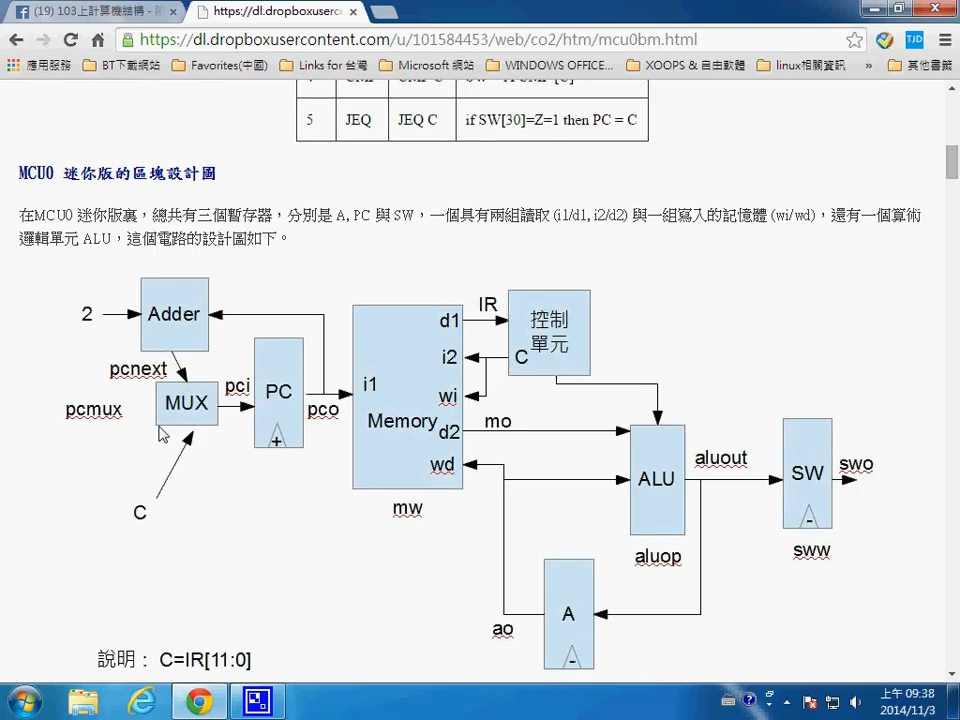 (19) 103上計算機結構 -
https://dl.dropboxuserco
https://dl.dropboxusercontent.com/u/101584453/web/co2/htm/mcu0bm.html
應用服務 BT下載網站 Favorites(中國) Links for 台灣 Microsoft 網站 WINDOWS OFFICE... XOOPS & 自由軟體 linux相關資訊 » 其他書籤
5 JEQ JEQ C if SW[30]=Z=1 then PC = C
MCU0 迷你版的區塊設計圖
在MCU0 迷你版裏，總共有三個暫存器，分別是 A, PC 與 SW，一個具有兩組讀取 (i1/d1, i2/d2) 與一組寫入的記憶體 (wi/wd)，還有一個算術
邏輯單元 ALU，這個電路的設計圖如下。
2 Adder
pcnext
pcmux MUX pci PC + pco
C
i1 Memory d1 i2 wi d2 wd
mw
IR 控制
單元
C
mo
ALU
aluop
aluout SW - swo
sww
ao A -
說明： C=IR[11:0]
上午 09:38
2014/11/3